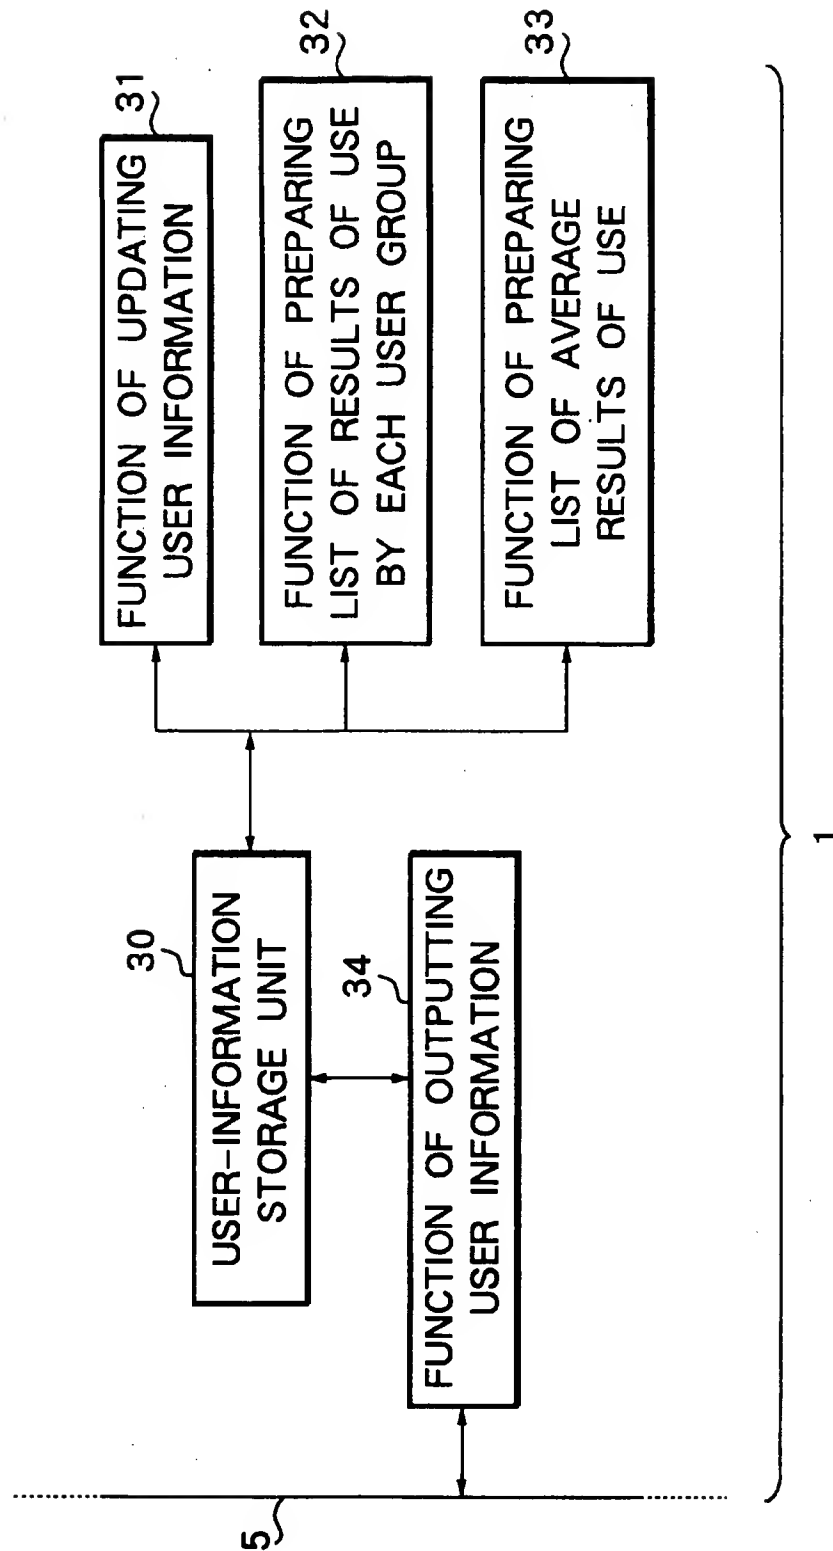 5
30
USER-INFORMATION
STORAGE UNIT
34
FUNCTION OF OUTPUTTING
USER INFORMATION
31
FUNCTION OF UPDATING
USER INFORMATION
32
FUNCTION OF PREPARING
LIST OF RESULTS OF USE
BY EACH USER GROUP
33
FUNCTION OF PREPARING
LIST OF AVERAGE
RESULTS OF USE
1